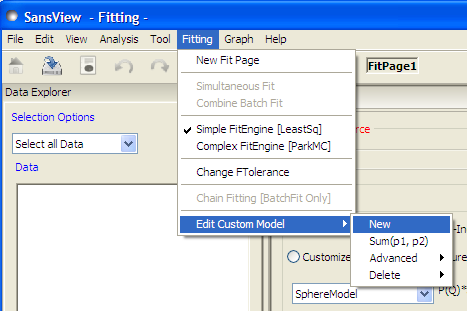 SansView - Fitting -
File Edit View Analysis Tool Fitting Graph Help
FitPage1
New Fit Page
Data Explorer
Simultaneous Fit
Combine Batch Fit
Selection Options
Simple FitEngine [LeastSq]
Select all Data
Complex FitEngine [ParkMC]
Data
Change FTolerance
Chain Fitting [BatchFit Only]
Edit Custom Model
New
Sum(p1, p2)
Customize
Advanced
Delete
SphereModel
P(Q)*